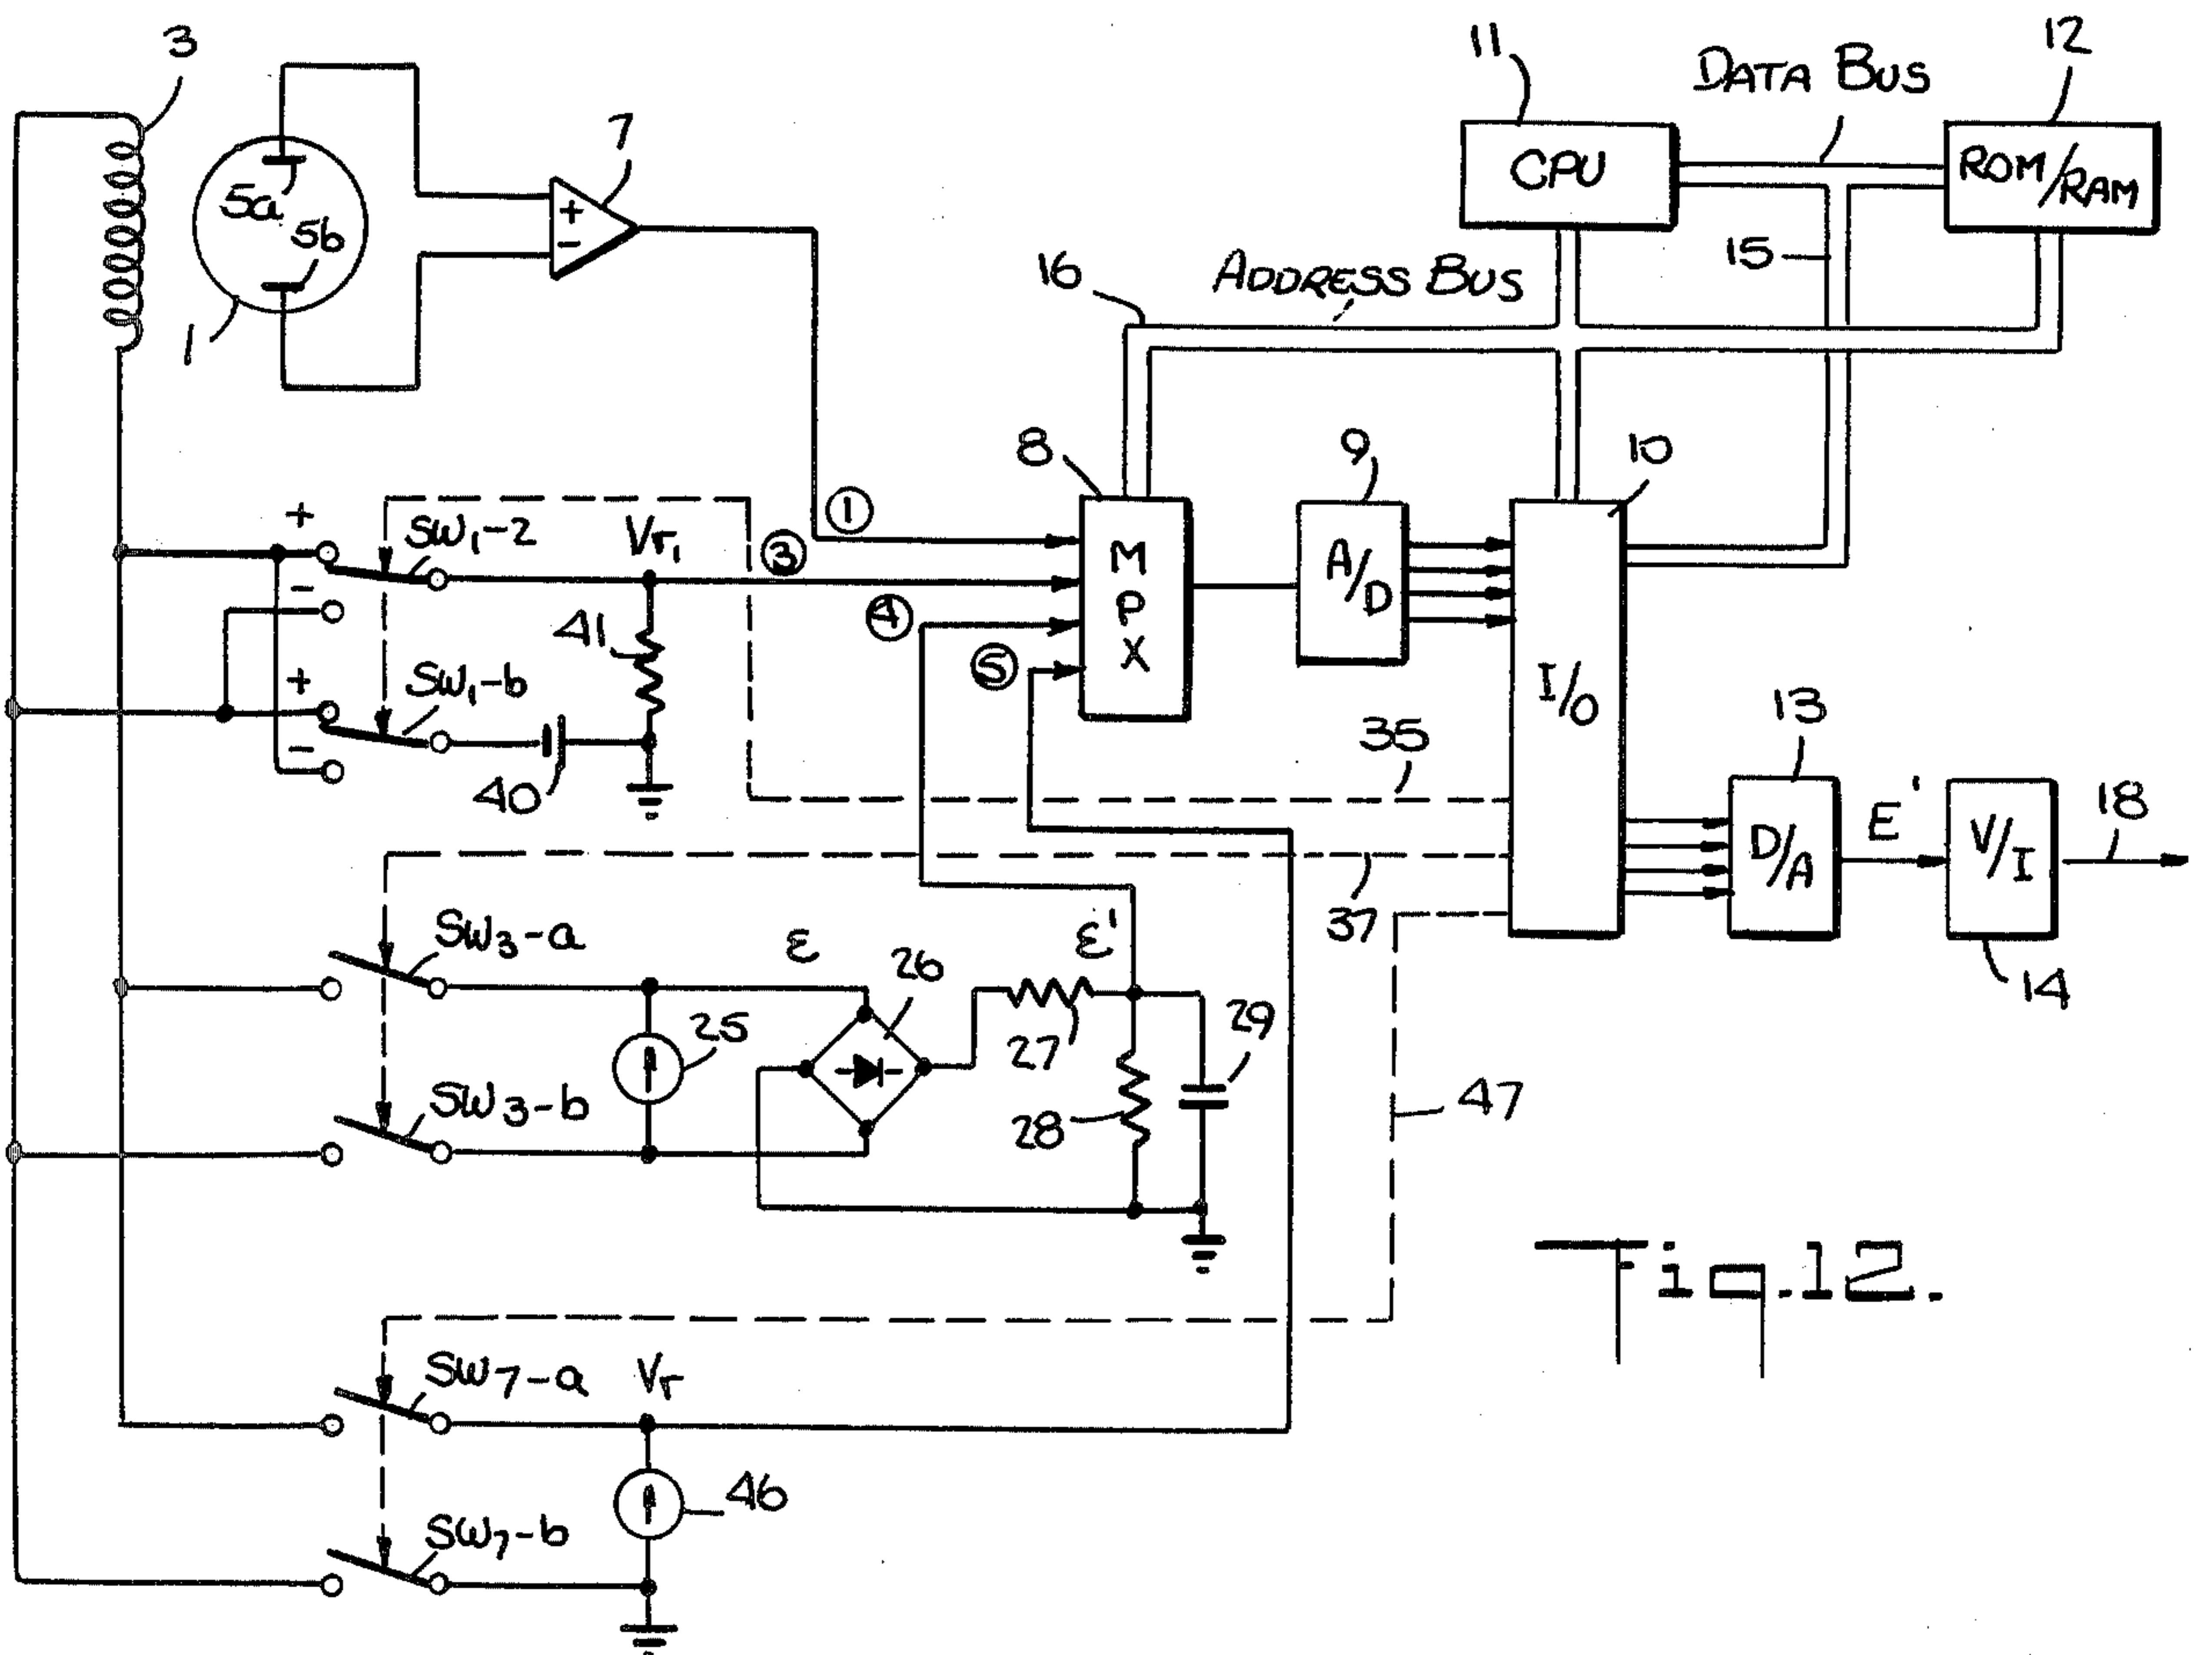 3
11
DATA BUS
12
7
CPU
ROM/RAM
5a
+
-
5b
15
16
ADDRESS BUS
1
8
9
10
+
SW1-2
Vr1
①
③
-
MPX
A/D
41
④
I/O
+
SW1-b
⑤
13
-
35
40
E'
18
D/A
V/I
37
SW3-a
ε
26
ε'
14
25
27
29
SW3-b
28
47
Fig.12.
SW7-a
Vr
46
SW7-b